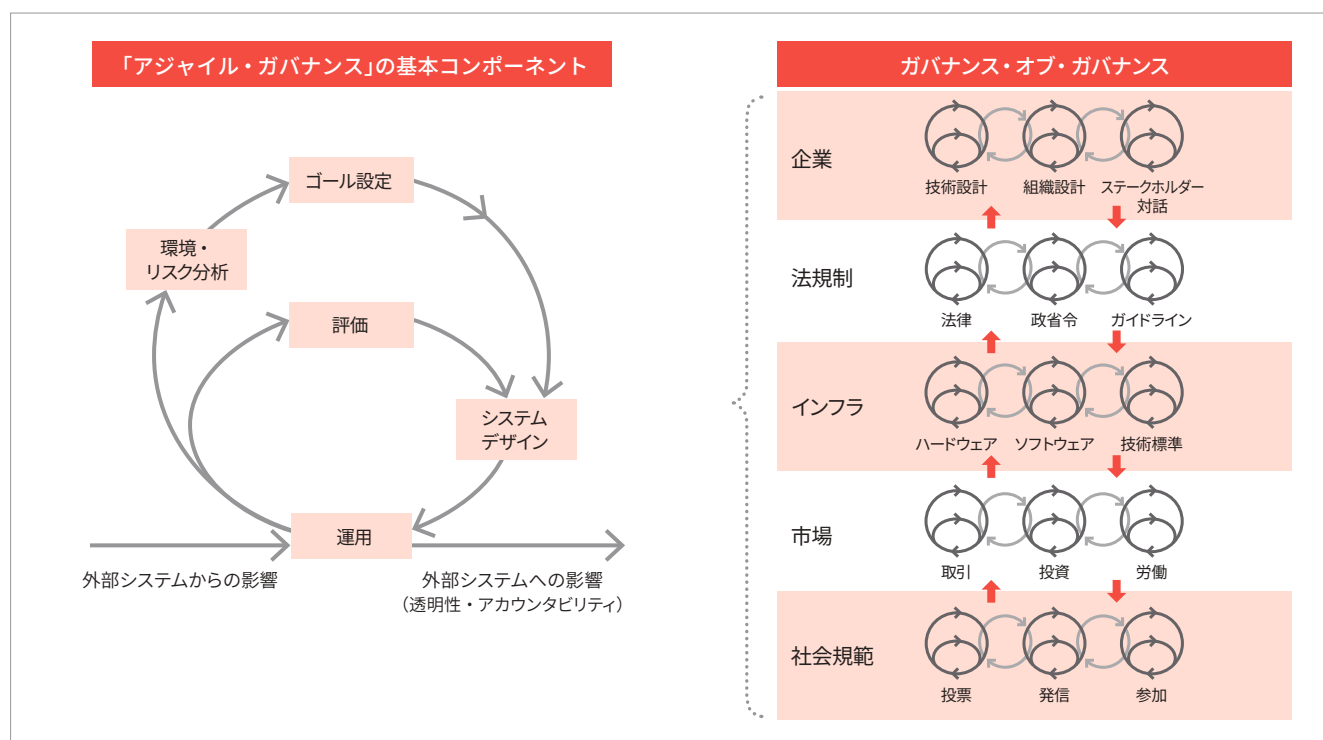 「アジャイル・ガバナンス」の基本コンポーネント
ゴール設定
環境・
リスク分析
評価
システム
デザイン
運用
外部システムからの影響
外部システムへの影響
（透明性・アカウンタビリティ）
ガバナンス・オブ・ガバナンス
企業
技術設計
組織設計
ステークホルダー
対話
法規制
法律
政省令
ガイドライン
インフラ
ハードウェア
ソフトウェア
技術標準
市場
取引
投資
労働
社会規範
投票
発信
参加